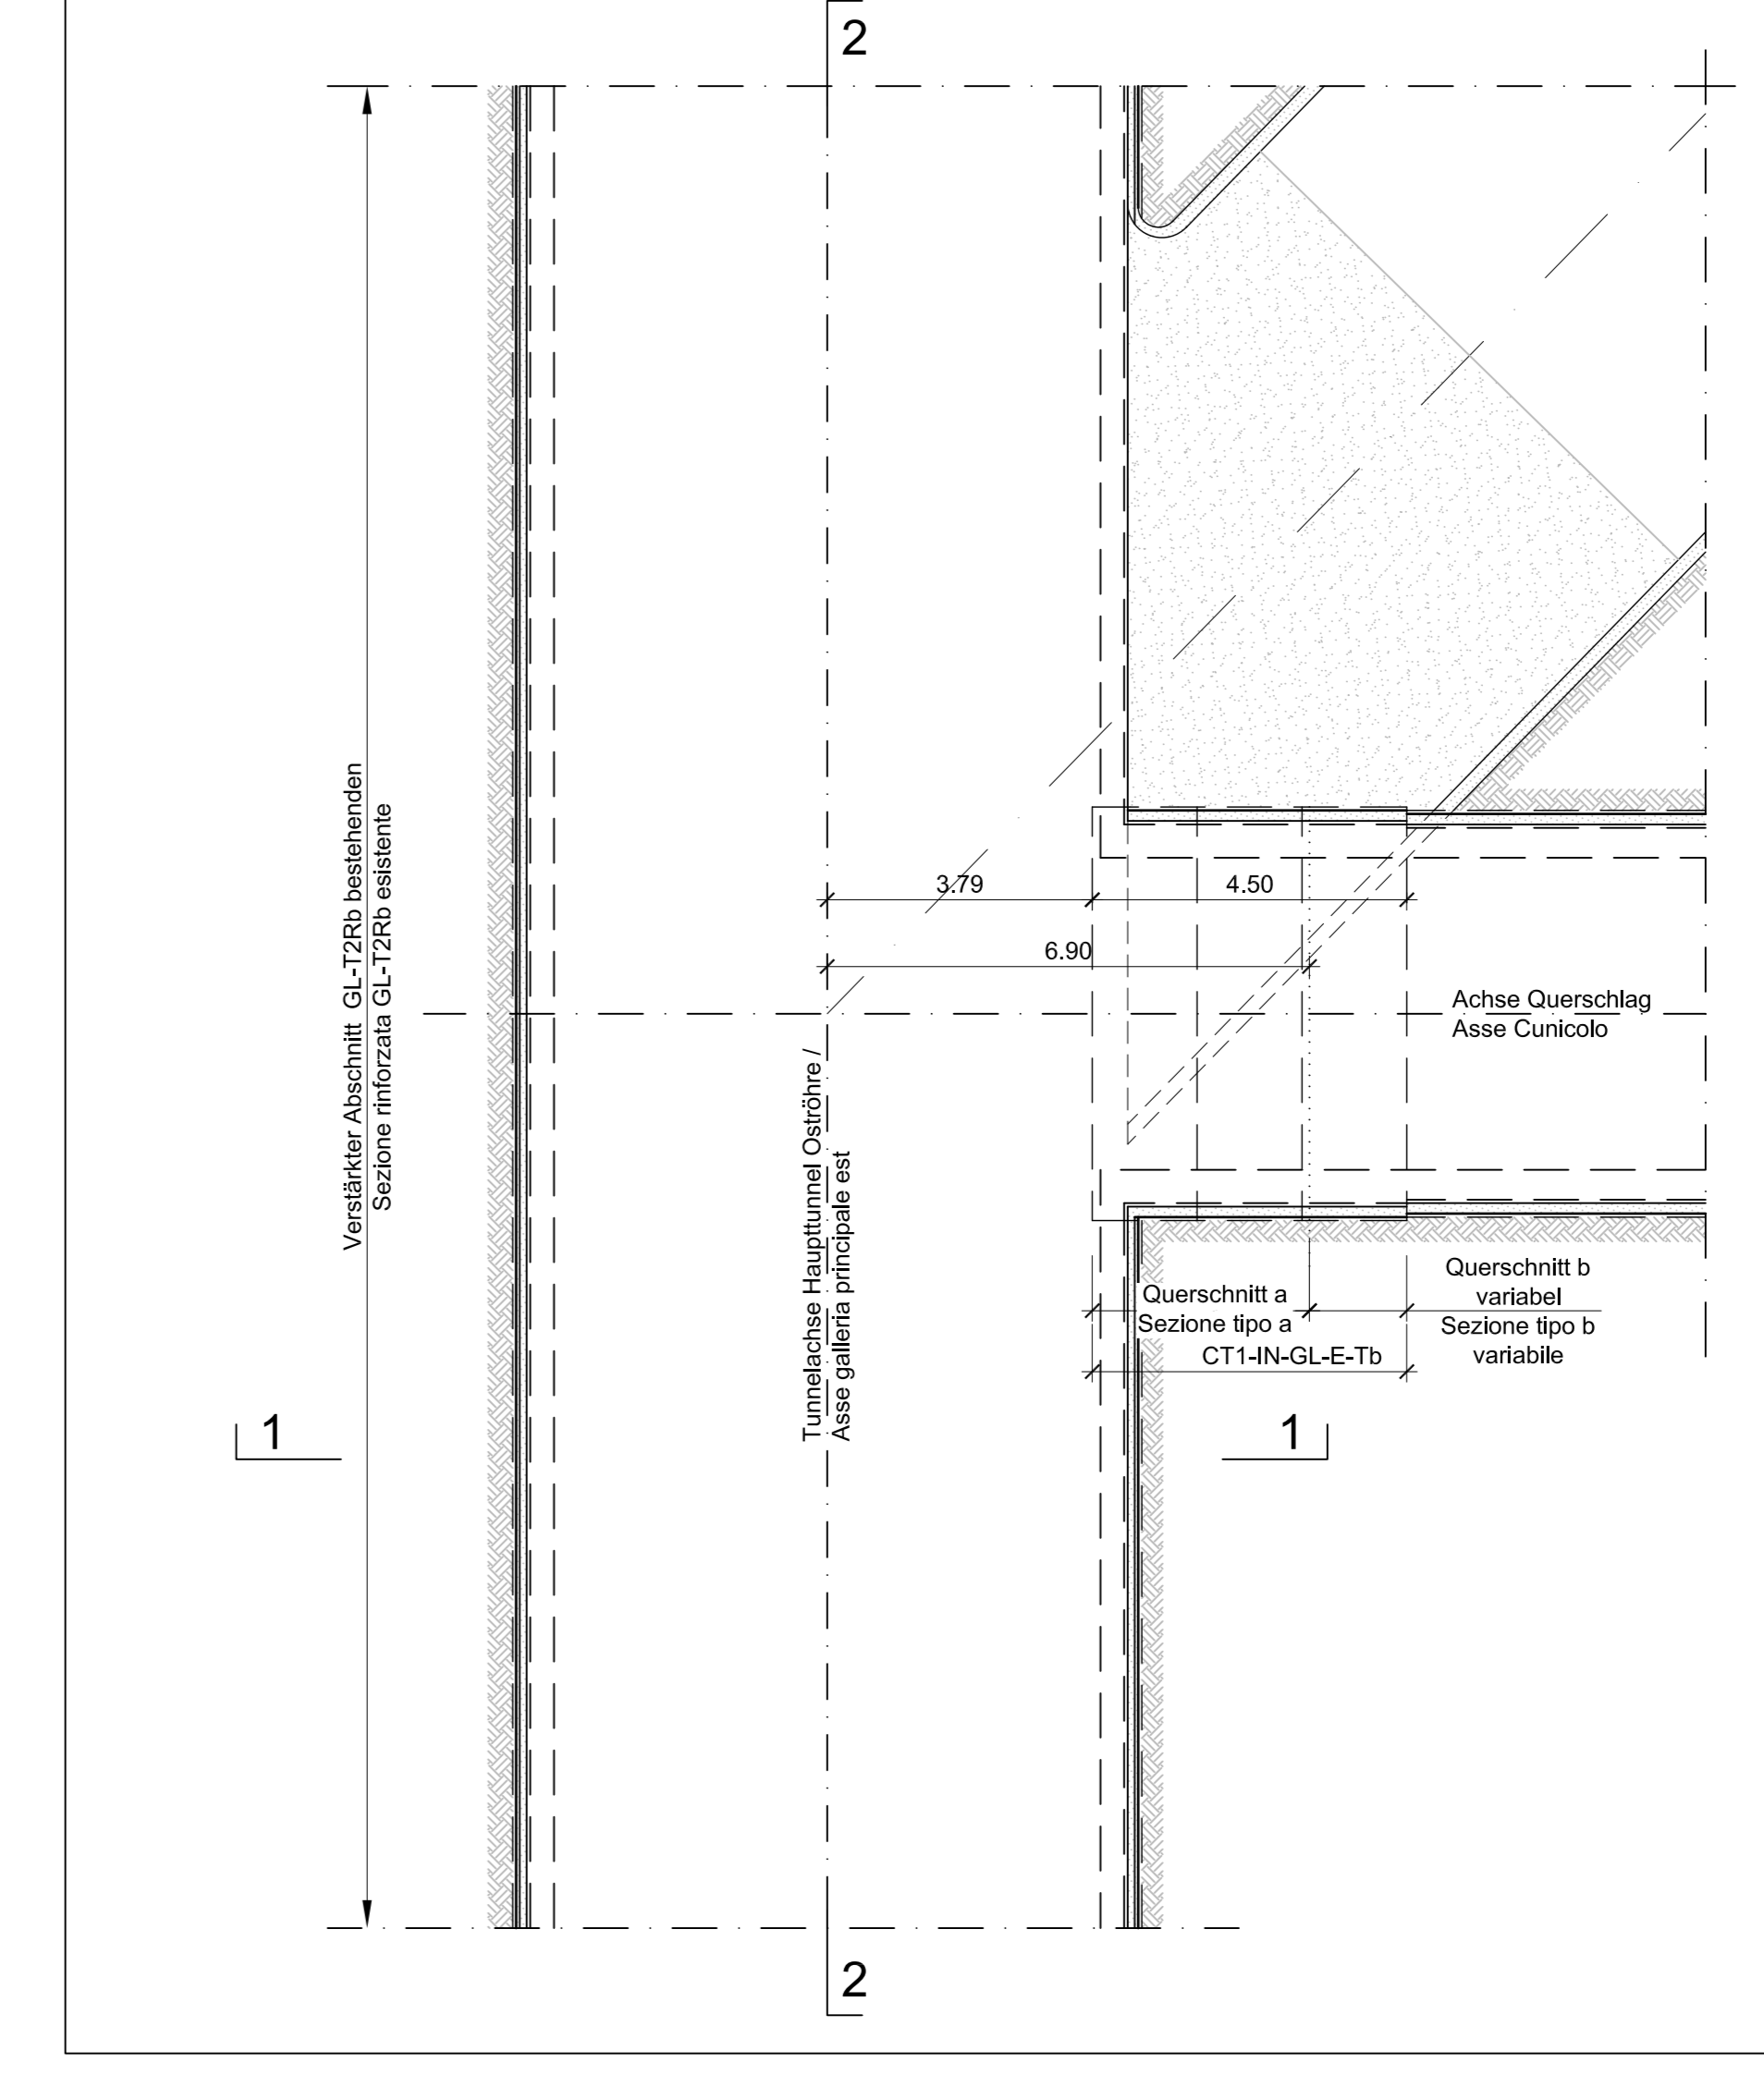 2
Verstärkter Abschnitt GL-T2Rb bestehenden
Sezione rinforzata GL-T2Rb esistente
3.79
4.50
6.90
Achse Querschlag
Asse Cunicolo
Tunnelachse Haupttunnel Oströhre /
Asse galleria principale est
Querschnitt a
Sezione tipo a
Querschnitt b
variabel
Sezione tipo b
variabile
CT1-IN-GL-E-Tb
1
1
2